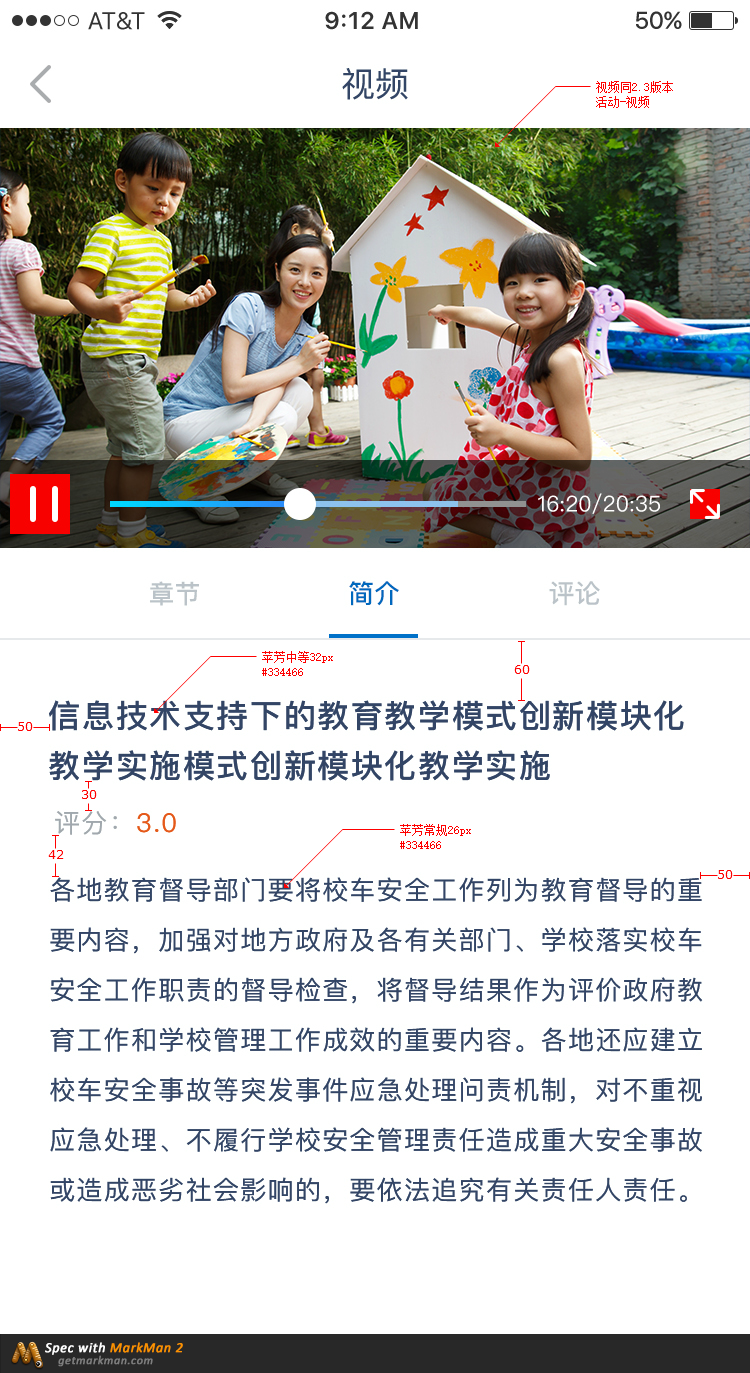 AT&T 9:12 AM 50%
视频
视频同2.3版本
活动-视频
16:20/20:35
章节 简介 评论
苹芳中等32px
#334466
60
50
信息技术支持下的教育教学模式创新模块化
教学实施模式创新模块化教学实施
30
评分： 3.0
苹芳常规26px
#334466
42
50
各地教育督导部门要将校车安全工作列为教育督导的重
要内容，加强对地方政府及各有关部门、学校落实校车
安全工作职责的督导检查，将督导结果作为评价政府教
育工作和学校管理工作成效的重要内容。各地还应建立
校车安全事故等突发事件应急处理问责机制，对不重视
应急处理、不履行学校安全管理责任造成重大安全事故
或造成恶劣社会影响的，要依法追究有关责任人责任。
Spec with MarkMan 2
getmarkman.com